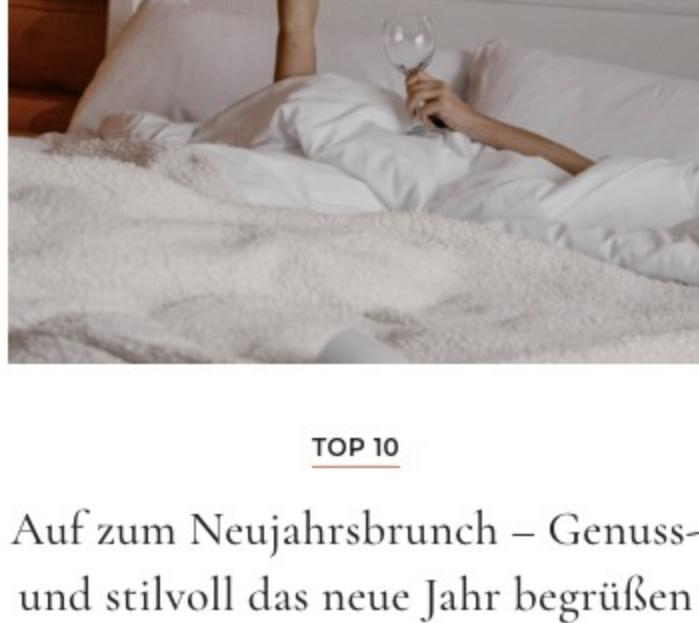 TOP 10
Auf zum Neujahrsbrunch – Genuss-
und stilvoll das neue Jahr begrüßen